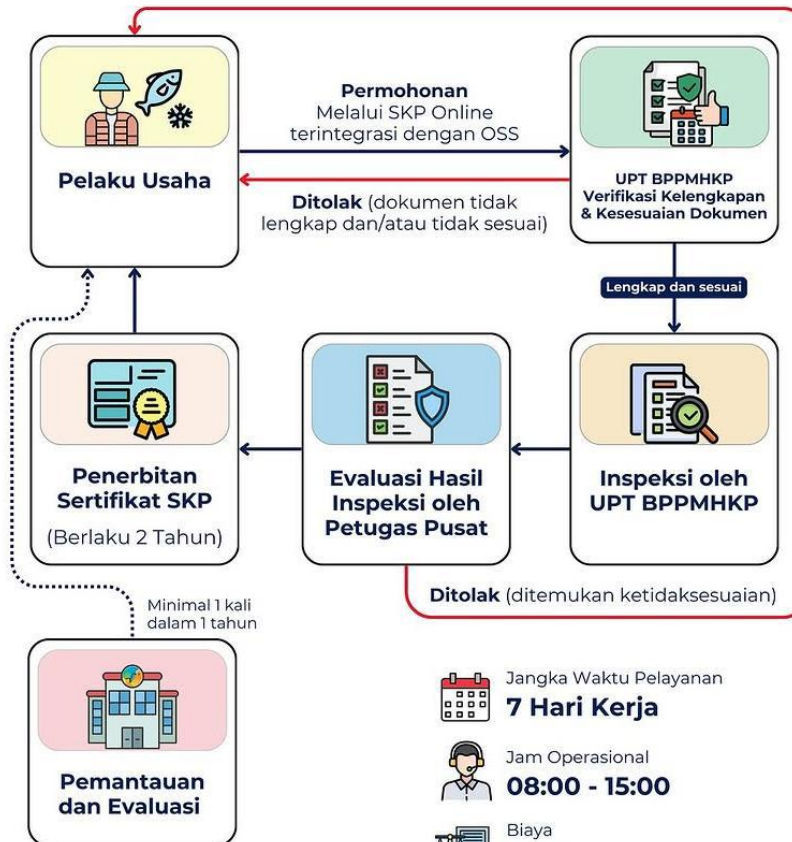 Pelaku Usaha
Permohonan
Melalui SKP Online
terintegrasi dengan OSS
Ditolak (dokumen tidak
lengkap dan/atau tidak sesuai)
UPT BPPMHKP
Verifikasi Kelengkapan
& Kesesuaian Dokumen
Lengkap dan sesuai
Inspeksi oleh
UPT BPPMHKP
Evaluasi Hasil
Inspeksi oleh
Petugas Pusat
Penerbitan
Sertifikat SKP
(Berlaku 2 Tahun)
Ditolak (ditemukan ketidaksesuaian)
Minimal 1 kali
dalam 1 tahun
Pemantauan
dan Evaluasi
Jangka Waktu Pelayanan
7 Hari Kerja
Jam Operasional
08:00 - 15:00
Biaya